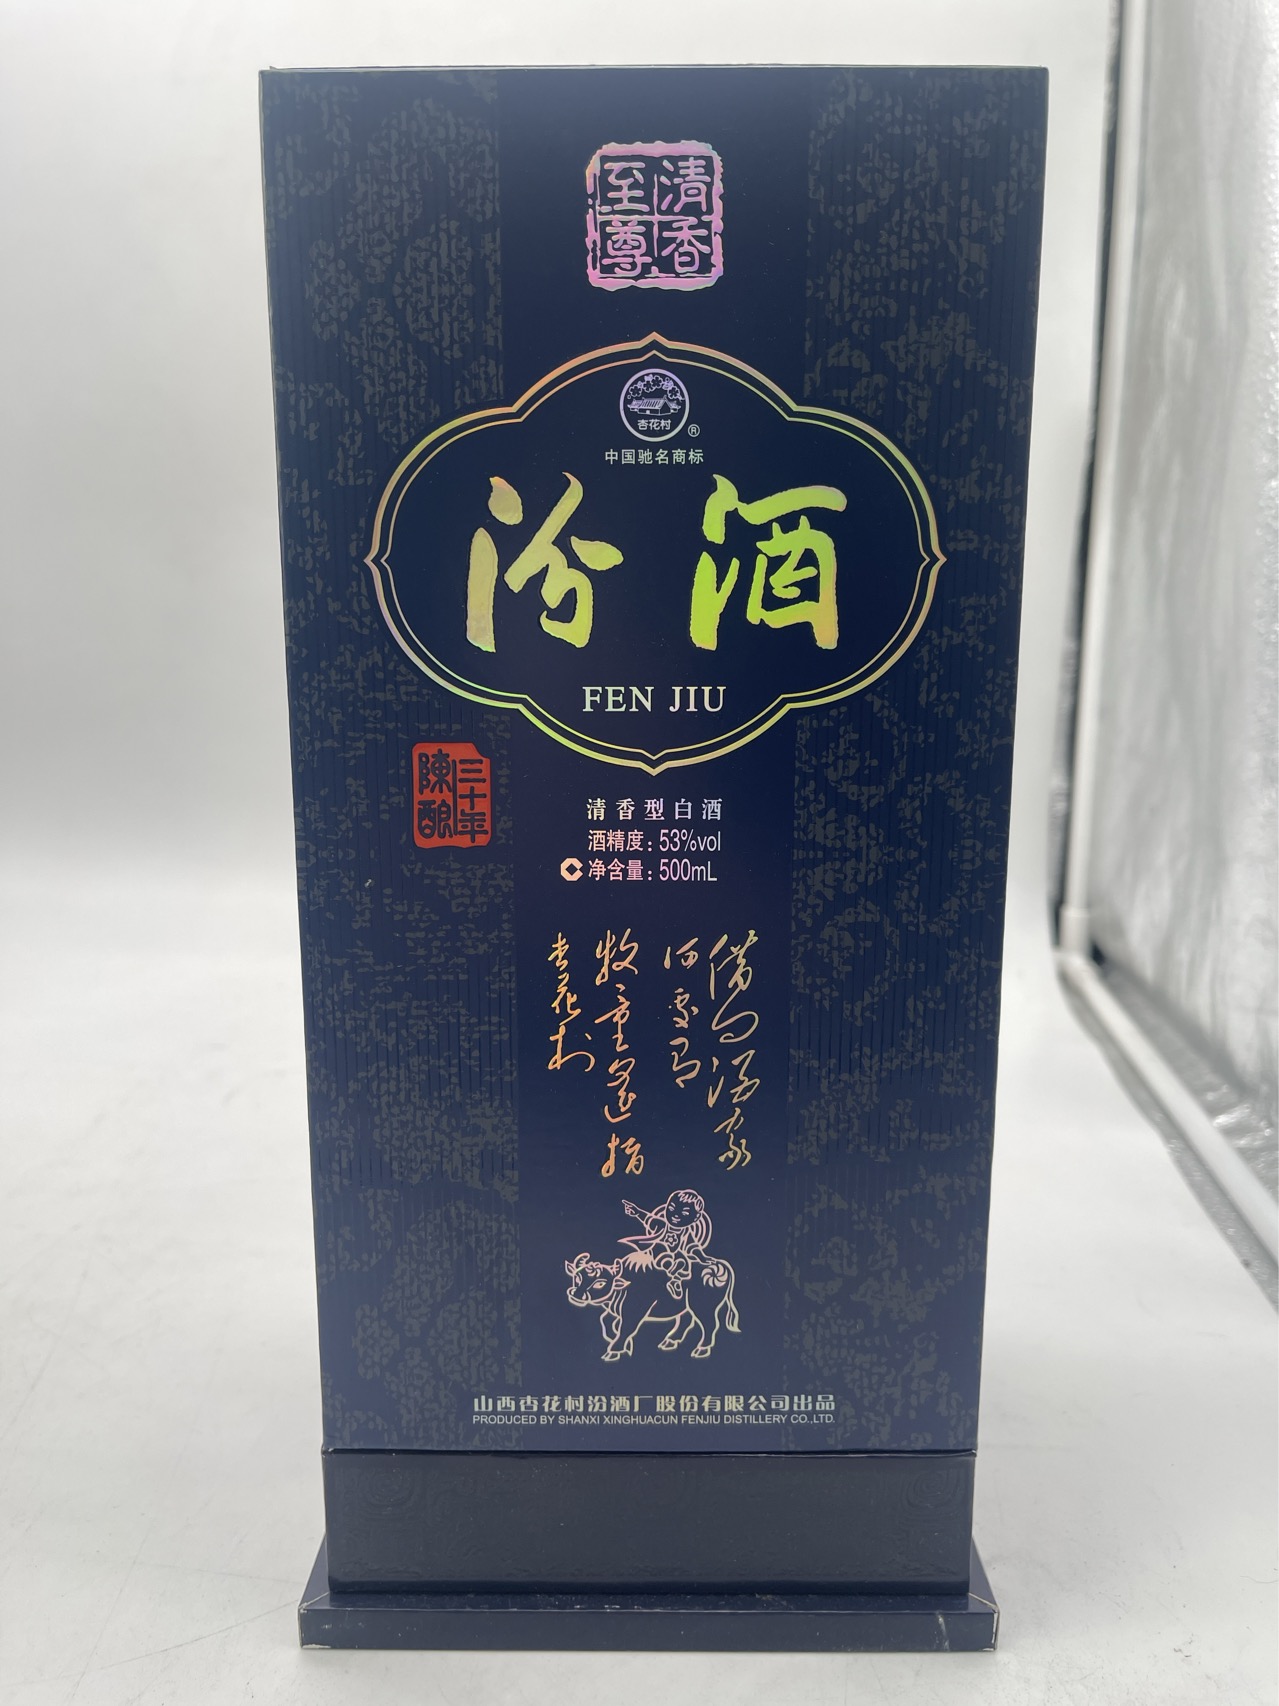 清香
至尊
杏花村
®
中国驰名商标
汾酒
FEN JIU
三十年
陳酿
清香型白酒
酒精度：53%vol
净含量：500mL
借问酒家
何处有
牧童遥指
杏花村
山西杏花村汾酒厂股份有限公司出品
PRODUCED BY SHANXI XINGHUACUN FENJIU DISTILLERY CO.,LTD.